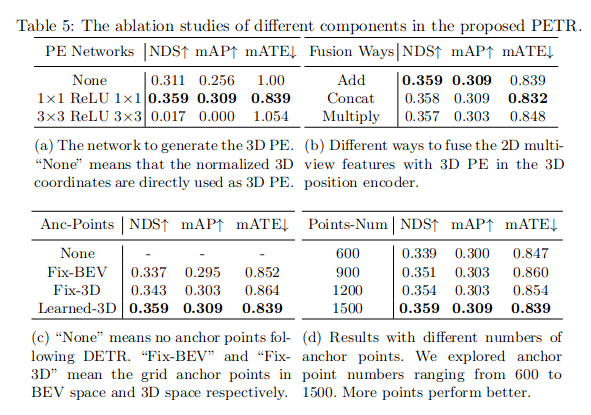 Table 5: The ablation studies of different components in the proposed PETR.
PE Networks NDS↑ mAP↑ mATE↓
None 0.311 0.256 1.00
1×1 ReLU 1×1 0.359 0.309 0.839
3×3 ReLU 3×3 0.017 0.000 1.054
(a) The network to generate the 3D PE.
“None” means that the normalized 3D
coordinates are directly used as 3D PE.
Fusion Ways NDS↑ mAP↑ mATE↓
Add 0.359 0.309 0.839
Concat 0.358 0.309 0.832
Multiply 0.357 0.303 0.848
(b) Different ways to fuse the 2D multi-
view features with 3D PE in the 3D
position encoder.
Anc-Points NDS↑ mAP↑ mATE↓
None - - -
Fix-BEV 0.337 0.295 0.852
Fix-3D 0.343 0.303 0.864
Learned-3D 0.359 0.309 0.839
(c) “None” means no anchor points fol-
lowing DETR. “Fix-BEV” and “Fix-
3D” mean the grid anchor points in
BEV space and 3D space respectively.
Points-Num NDS↑ mAP↑ mATE↓
600 0.339 0.300 0.847
900 0.351 0.303 0.860
1200 0.354 0.303 0.854
1500 0.359 0.309 0.839
(d) Results with different numbers of
anchor points. We explored anchor
point numbers ranging from 600 to
1500. More points perform better.